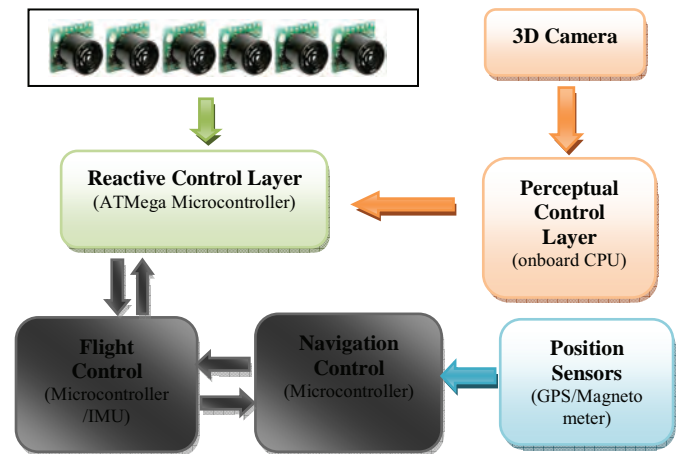 3D Camera
Reactive Control Layer
(ATMega Microcontroller)
Perceptual
Control
Layer
(onboard CPU)
Flight
Control
(Microcontroller
/IMU)
Navigation
Control
(Microcontroller)
Position
Sensors
(GPS/Magneto
meter)